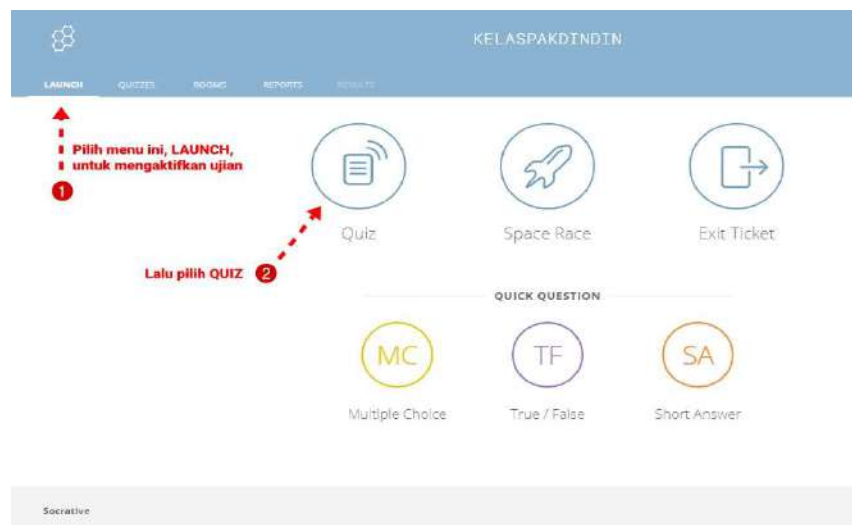 KELASPAKDINDIN
LAUNCH QUIZZES ROOMS REPORTS RESULTS
Pilih menu ini, LAUNCH,
untuk mengaktifkan ujian
1
Quiz Space Race Exit Ticket
Lalu pilih QUIZ 2
QUICK QUESTION
MC TF SA
Multiple Choice True / False Short Answer
Socrative